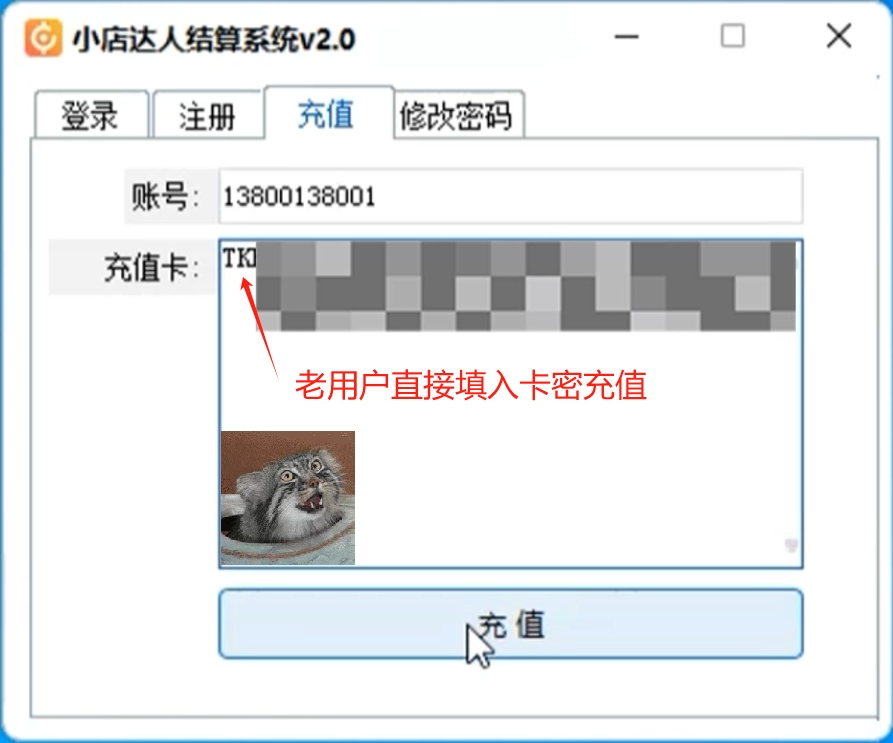 小店达人结算系统v2.0
登录 注册 充值 修改密码
账号: 13800138001
充值卡: TK
老用户直接填入卡密充值
充 值